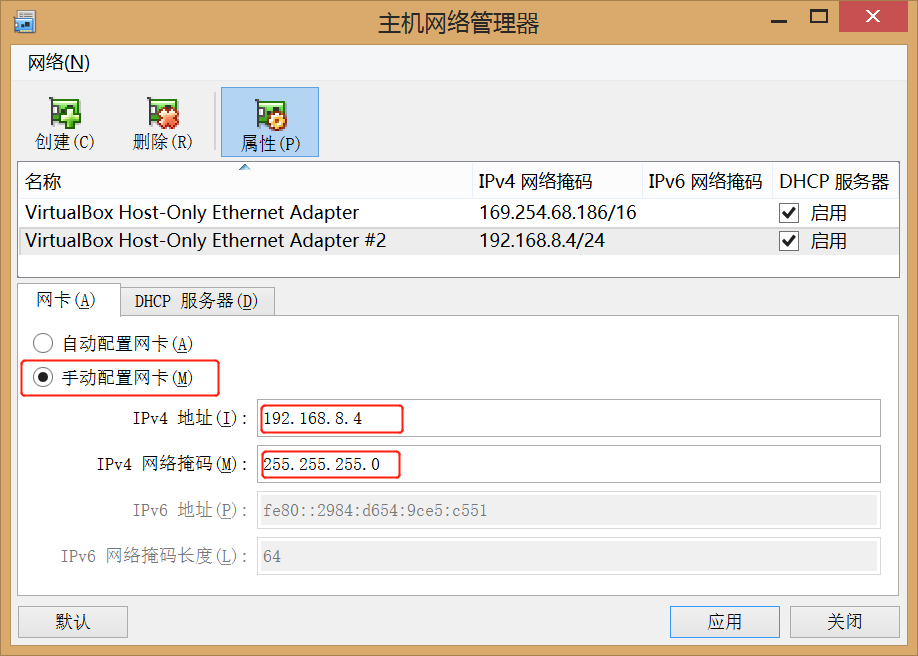 主机网络管理器
网络(N)
创建(C) 删除(R) 属性(P)
名称 IPv4 网络掩码 IPv6 网络掩码 DHCP 服务器
VirtualBox Host-Only Ethernet Adapter 169.254.68.186/16 启用
VirtualBox Host-Only Ethernet Adapter #2 192.168.8.4/24 启用
网卡(A) DHCP 服务器(D)
自动配置网卡(A)
手动配置网卡(M)
IPv4 地址(I): 192.168.8.4
IPv4 网络掩码(M): 255.255.255.0
IPv6 地址(P): fe80::2984:d654:9ce5:c551
IPv6 网络掩码长度(L): 64
默认 应用 关闭